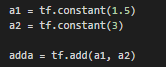 a1 = tf.constant(1.5)
a2 = tf.constant(3)
adda = tf.add(a1, a2)